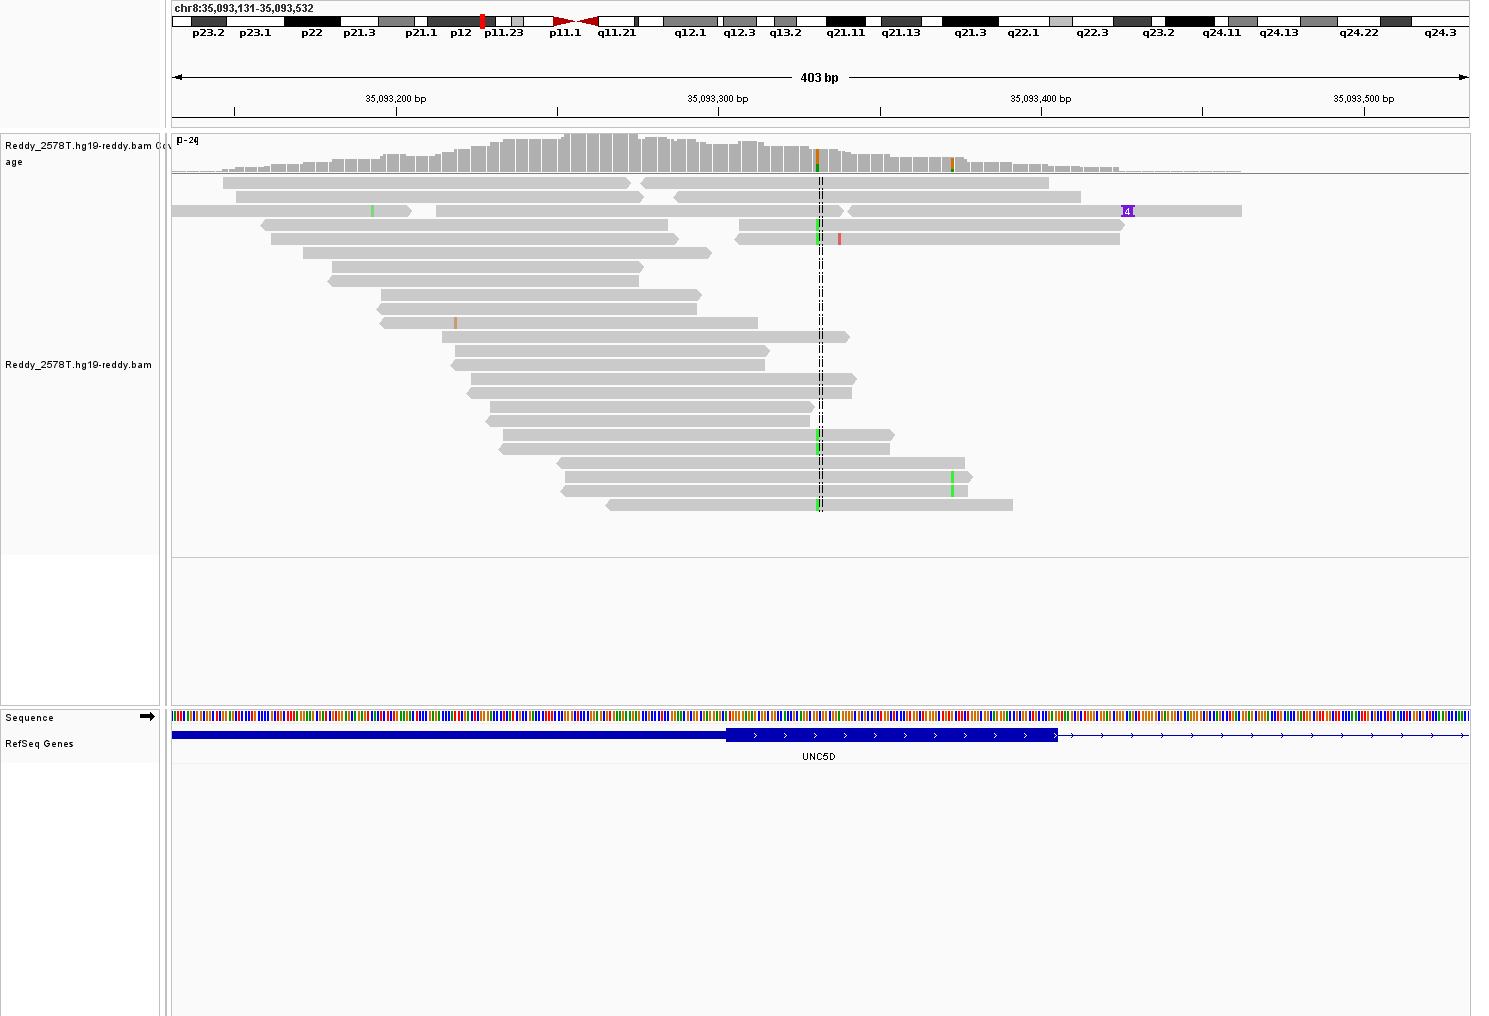 chr8:35,093,131-35,093,532
p23.2 p23.1 p22 p21.3 p21.1 p12 p11.23 p11.1 q11.21 q12.1 q12.3 q13.2 q21.11 q21.13 q21.3 q22.1 q22.3 q23.2 q24.11 q24.13 q24.22 q24.3
403 bp
35,093,200 bp 35,093,300 bp 35,093,400 bp 35,093,500 bp
Reddy_2578T.hg19-reddy.bam
age
4
Reddy_2578T.hg19-reddy.bam
Sequence
RefSeq Genes
UNC5D